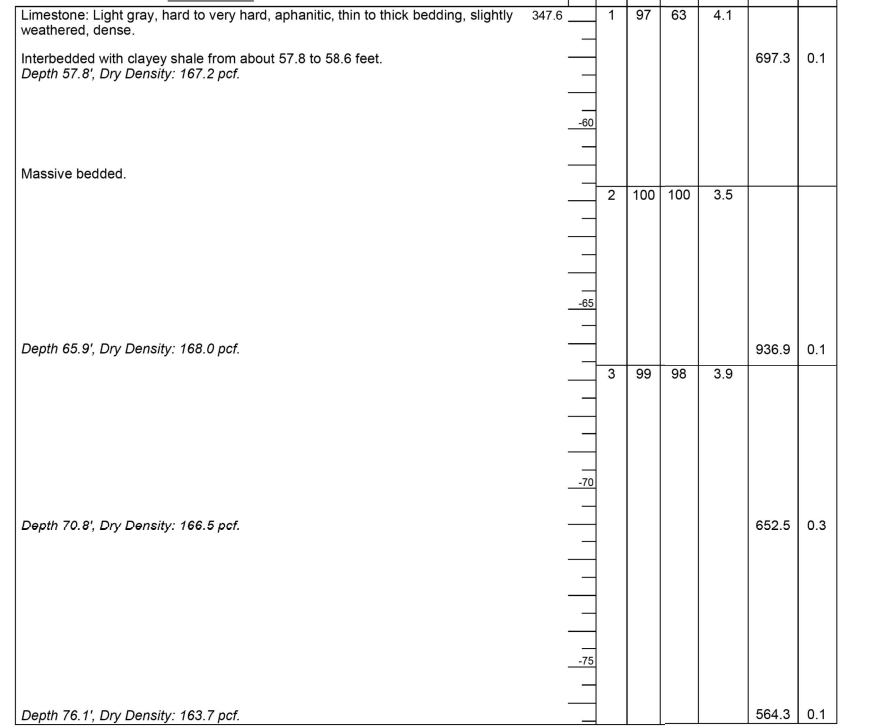 Limestone: Light gray, hard to very hard, aphanitic, thin to thick bedding, slightly 347.6 1 97 63 4.1
weathered, dense.
Interbedded with clayey shale from about 57.8 to 58.6 feet. 697.3 0.1
Depth 57.8', Dry Density: 167.2 pcf.
-60
Massive bedded.
2 100 100 3.5
-65
Depth 65.9', Dry Density: 168.0 pcf. 936.9 0.1
3 99 98 3.9
-70
Depth 70.8', Dry Density: 166.5 pcf. 652.5 0.3
-75
Depth 76.1', Dry Density: 163.7 pcf. 564.3 0.1